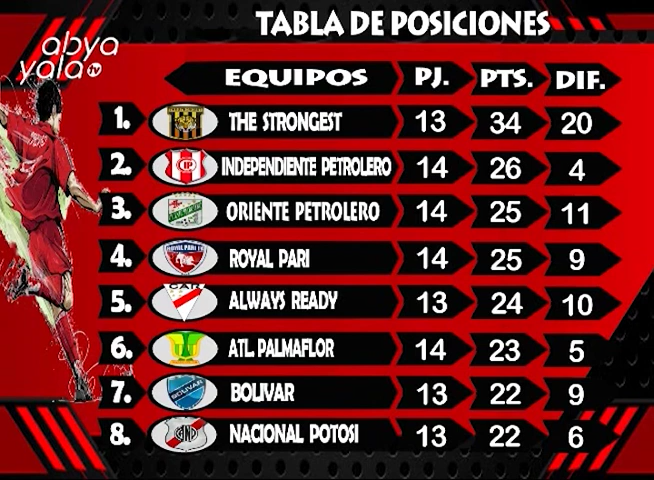 TABLA DE POSICIONES
abya
yala tv
EQUIPOS PJ. PTS. DIF.
1. THE STRONGEST 13 34 20
2. INDEPENDIENTE PETROLERO 14 26 4
3. ORIENTE PETROLERO 14 25 11
4. ROYAL PARI 14 25 9
5. ALWAYS READY 13 24 10
6. ATL. PALMAFLOR 14 23 5
7. BOLIVAR 13 22 9
8. NACIONAL POTOSI 13 22 6